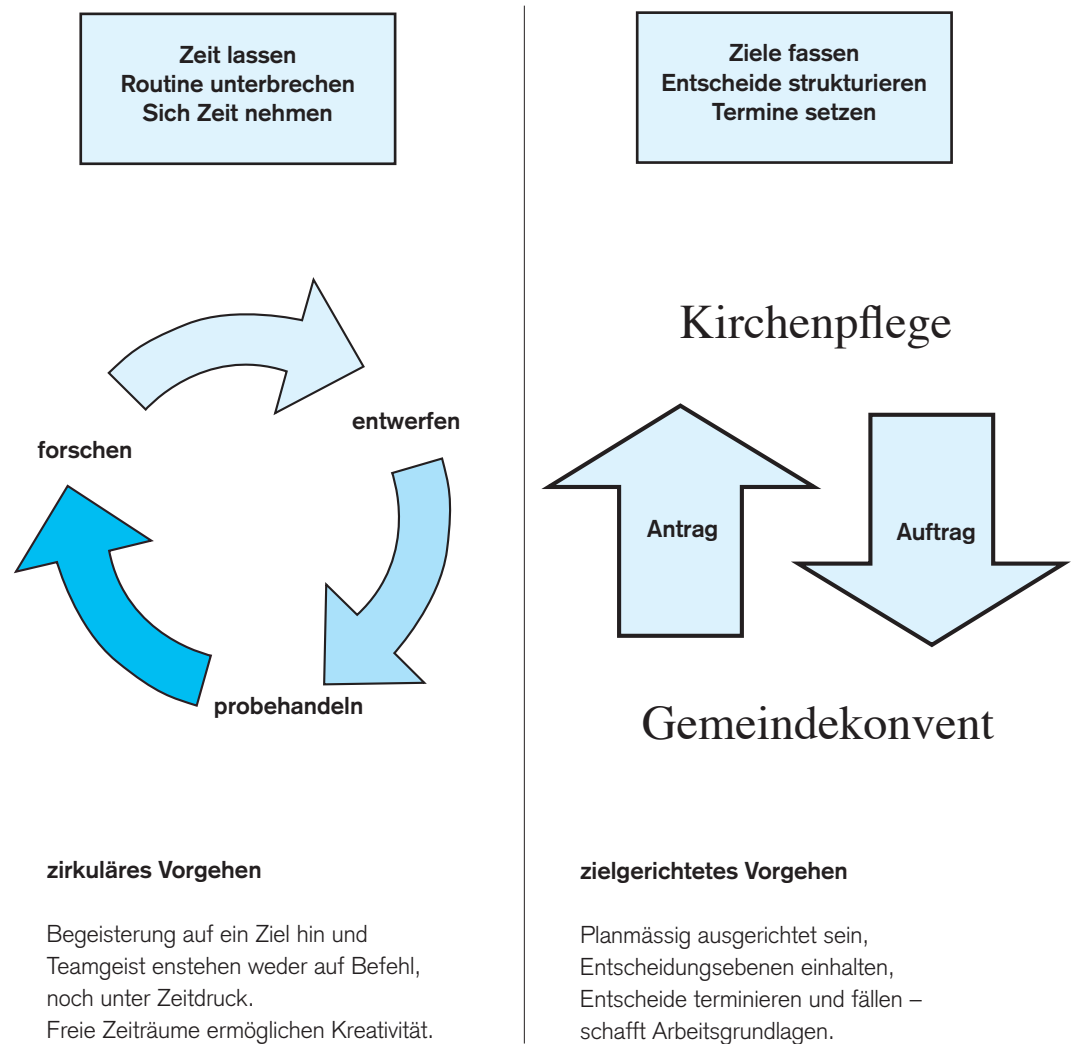 Zeit lassen
Routine unterbrechen
Sich Zeit nehmen
forschen
entwerfen
probehandeln
zirkuläres Vorgehen
Begeisterung auf ein Ziel hin und
Teamgeist enstehen weder auf Befehl,
noch unter Zeitdruck.
Freie Zeiträume ermöglichen Kreativität.
Ziele fassen
Entscheide strukturieren
Termine setzen
Kirchenpflege
Antrag
Auftrag
Gemeindekonvent
zielgerichtetes Vorgehen
Planmässig ausgerichtet sein,
Entscheidungsebenen einhalten,
Entscheide terminieren und fällen –
schafft Arbeitsgrundlagen.